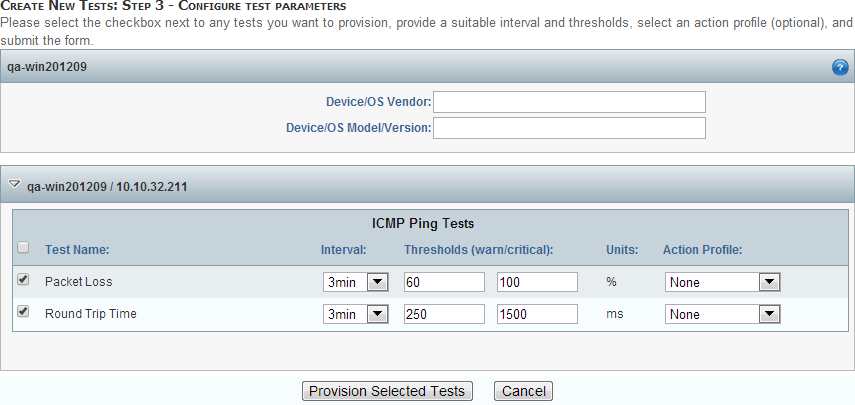 CREATE NEW TESTS: STEP 3 - CONFIGURE TEST PARAMETERS
Please select the checkbox next to any tests you want to provision, provide a suitable interval and thresholds, select an action profile (optional), and
submit the form.
qa-win201209 ?
Device/OS Vendor:
Device/OS Model/Version:
qa-win201209 / 10.10.32.211
ICMP Ping Tests
Test Name: Interval: Thresholds (warn/critical): Units: Action Profile:
Packet Loss 3min 60 100 % None
Round Trip Time 3min 250 1500 ms None
Provision Selected Tests Cancel